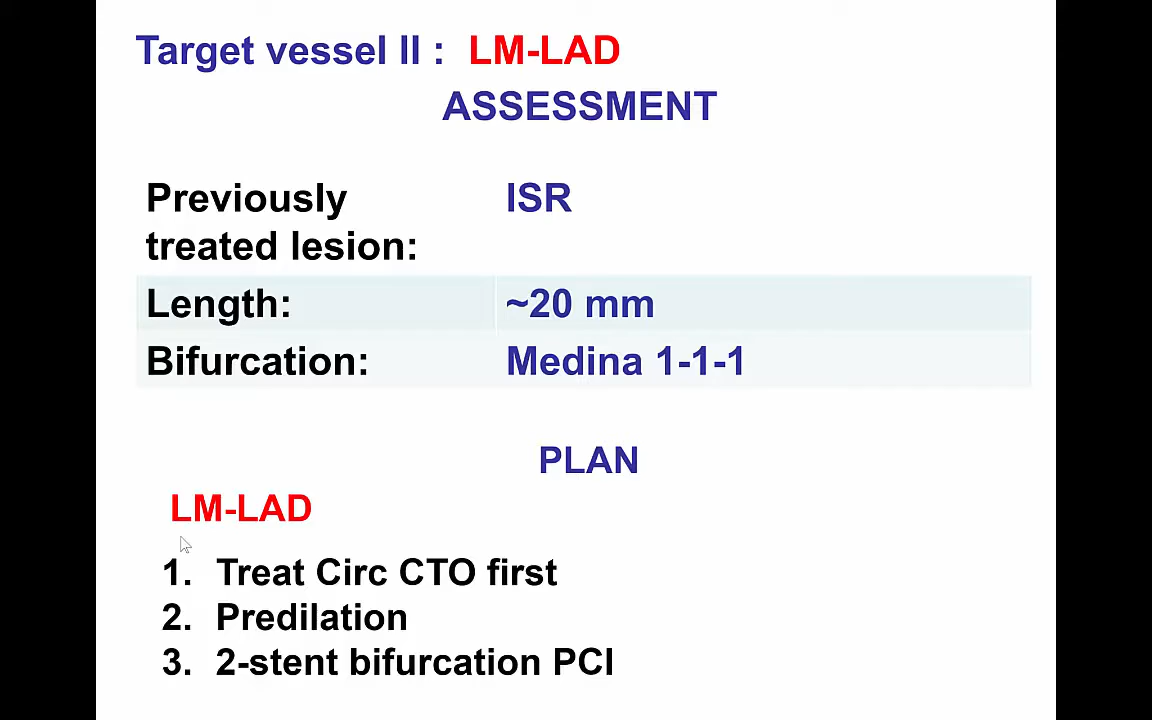 Target vessel II : LM-LAD
ASSESSMENT
Previously ISR
treated lesion:
Length: ~20 mm
Bifurcation: Medina 1-1-1
PLAN
LM-LAD
1. Treat Circ CTO first
2. Predilation
3. 2-stent bifurcation PCI